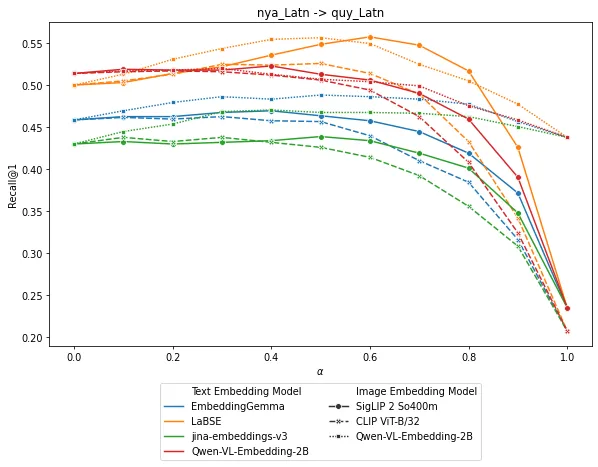 nya_Latn -> quy_Latn
Recall@1
0.55
0.50
0.45
0.40
0.35
0.30
0.25
0.20
0.0 0.2 0.4 0.6 0.8 1.0
α
Text Embedding Model
EmbeddingGemma
LaBSE
jina-embeddings-v3
Qwen-VL-Embedding-2B
Image Embedding Model
SigLIP 2 So400m
CLIP ViT-B/32
Qwen-VL-Embedding-2B